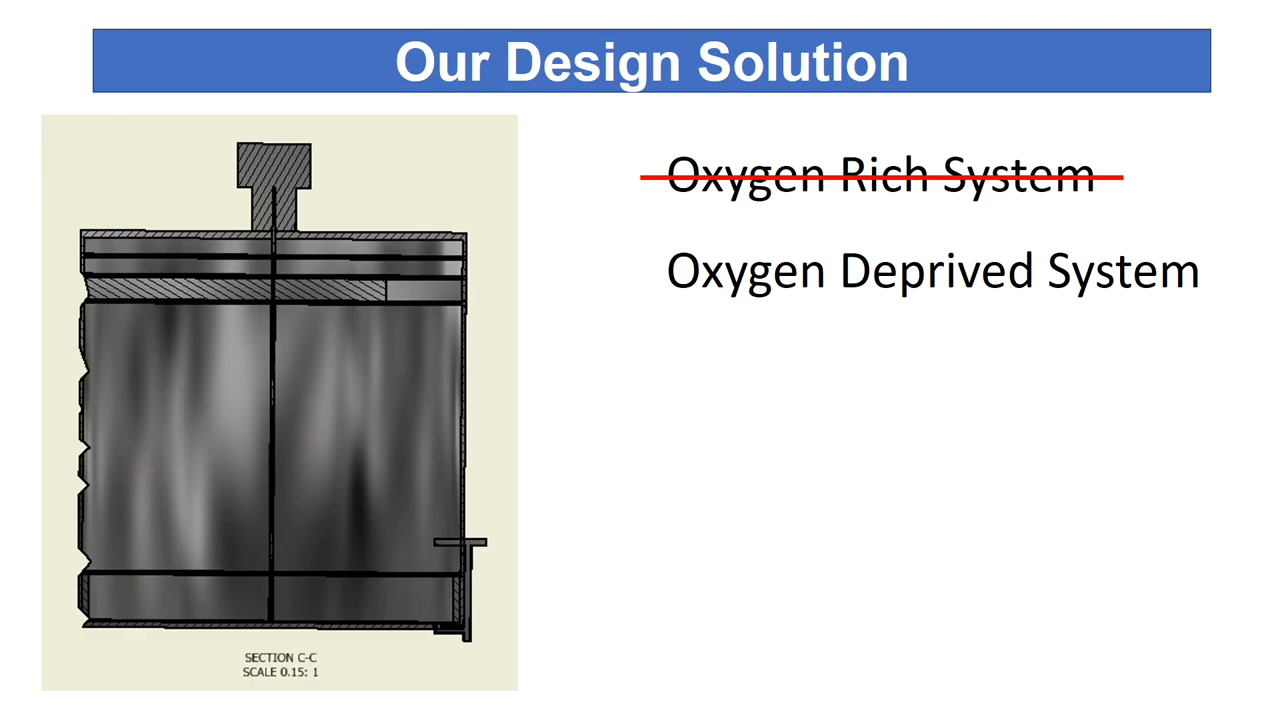 Our Design Solution
Oxygen Rich System
Oxygen Deprived System
SECTION C-C
SCALE 0.15: 1